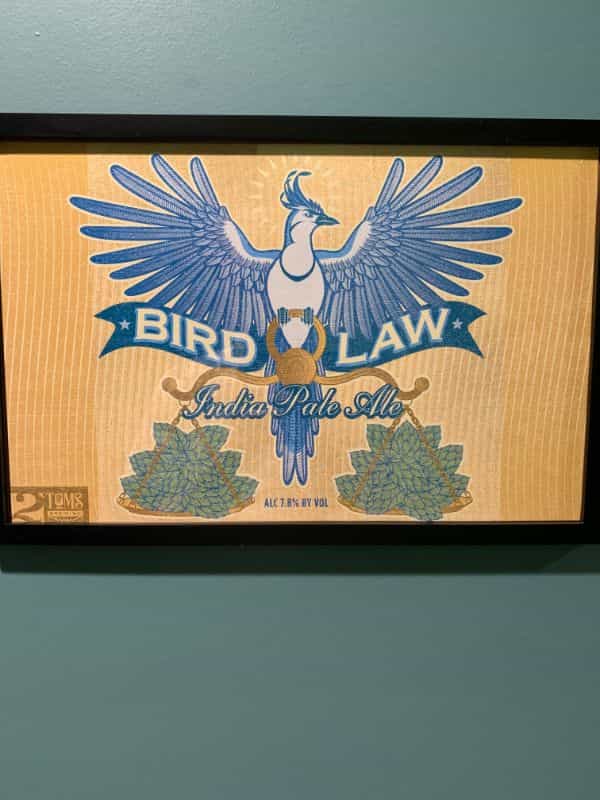 BIRD LAW
India Pale Ale
ALC 7.8% BY VOL
2 TOMS
BREWING